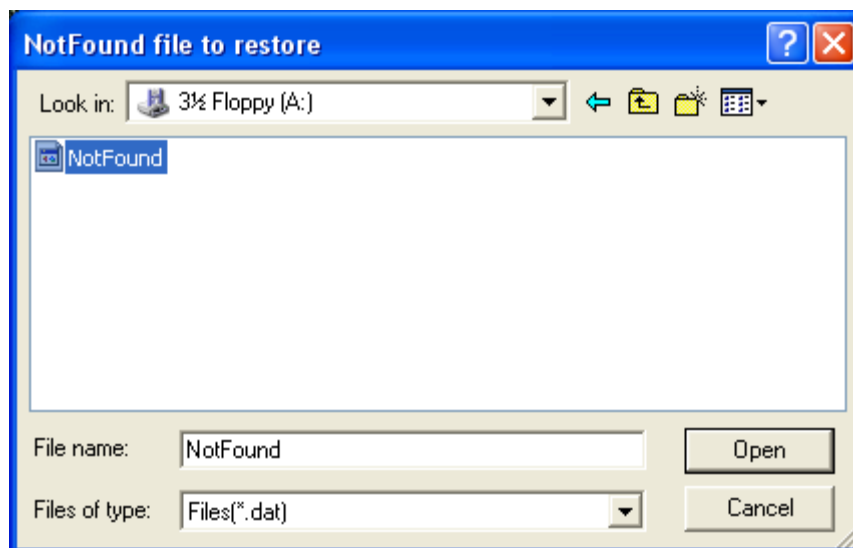 NotFound file to restore
Look in: 3½ Floppy (A:)
NotFound
File name: NotFound Open
Files of type: Files(*.dat) Cancel